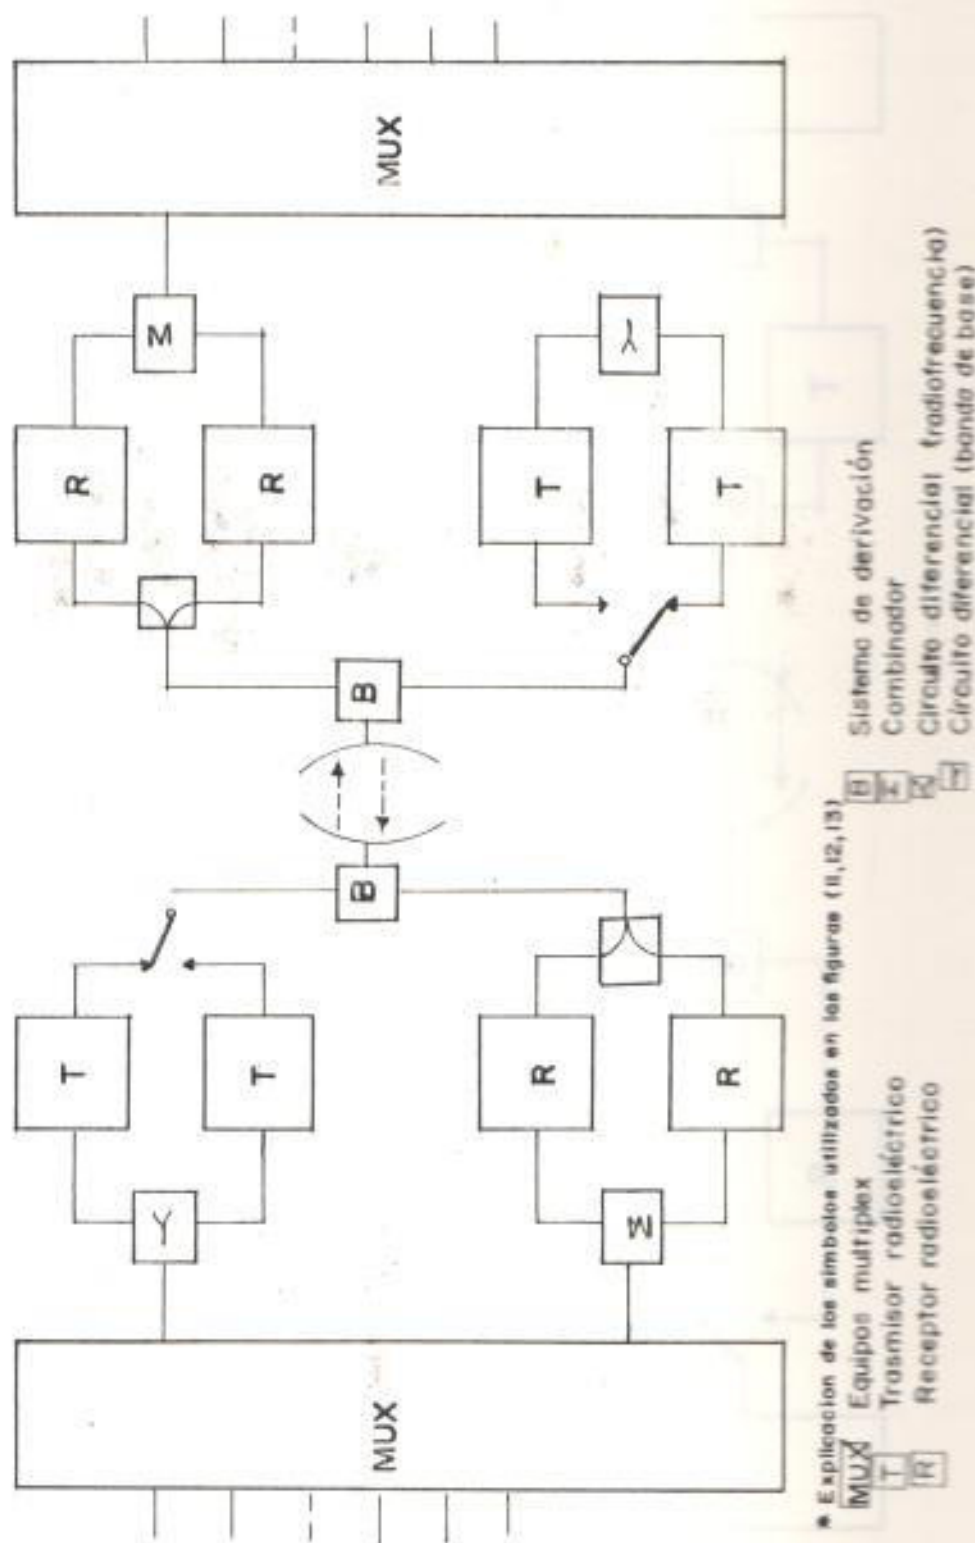 MUX
T
T
R
R
Y
M
B
B
R
R
T
T
M
Y
MUX
* Explicacion de los simbolos utilizados en las figuras (11,12,13)
MUX Equipos multiplex
T Trasmisor radioeléctrico
R Receptor radioeléctrico
B Sistema de derivación
Combinador
Circuito diferencial (radiofrecuencia)
Circuito diferencial (banda de base)